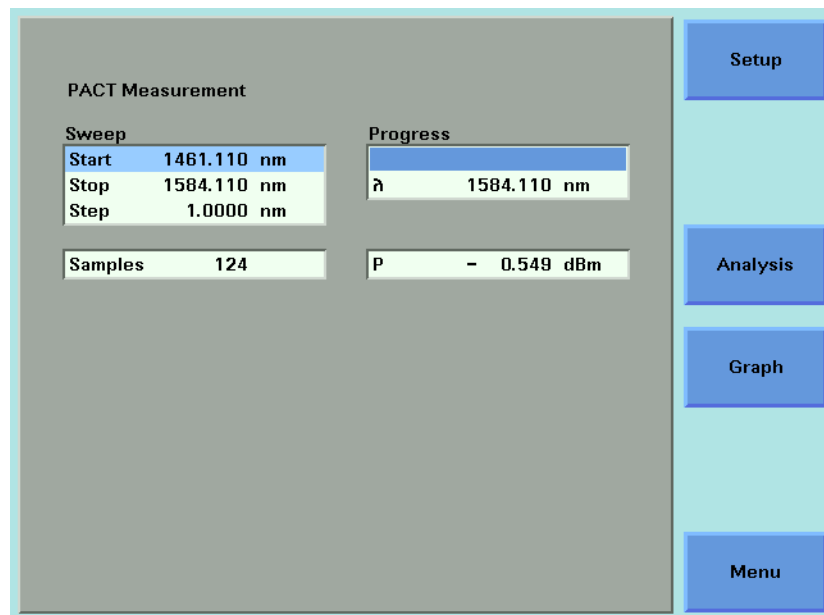 PACT Measurement
Sweep
Start 1461.110 nm
Stop 1584.110 nm
Step 1.0000 nm
Samples 124
Progress
λ 1584.110 nm
P - 0.549 dBm
Setup
Analysis
Graph
Menu